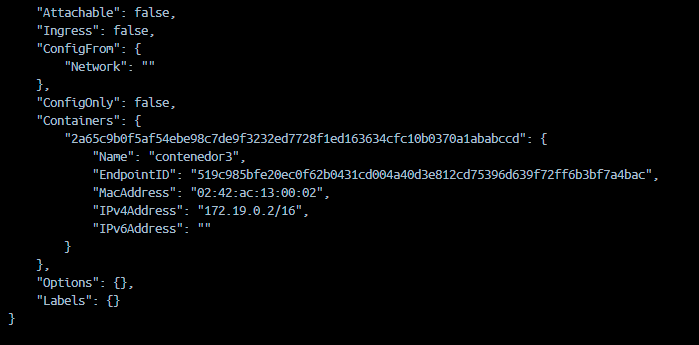 "Attachable": false,
"Ingress": false,
"ConfigFrom": {
"Network": ""
},
"ConfigOnly": false,
"Containers": {
"2a65c9b0f5af54ebe98c7de9f3232ed7728f1ed163634cfc10b0370a1ababccd": {
"Name": "contenedor3",
"EndpointID": "519c985bfe20ec0f62b0431cd004a40d3e812cd75396d639f72ff6b3bf7a4bac",
"MacAddress": "02:42:ac:13:00:02",
"IPv4Address": "172.19.0.2/16",
"IPv6Address": ""
}
},
"Options": {},
"Labels": {}
}